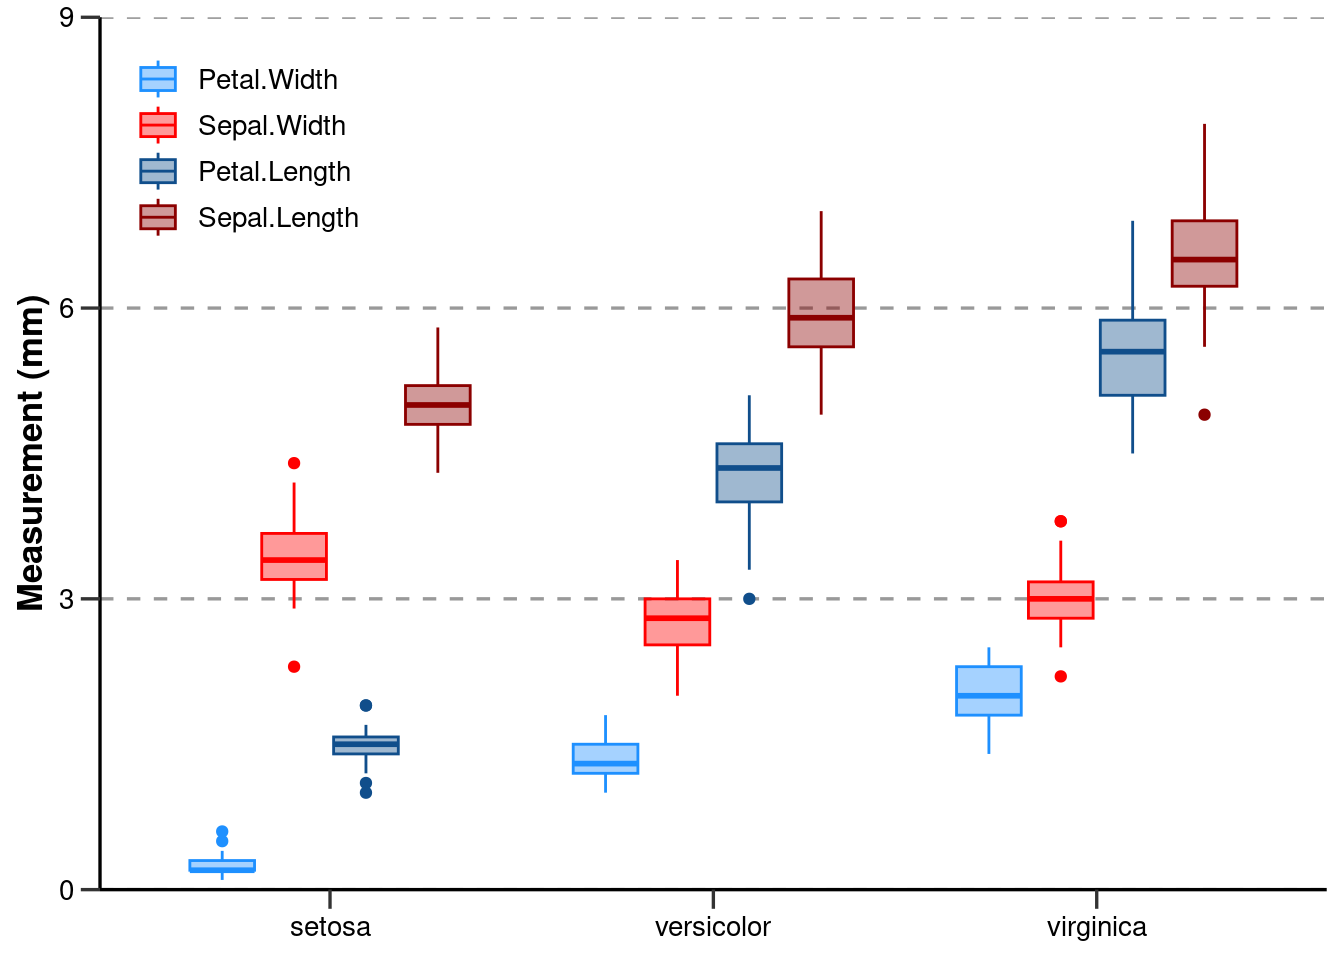 9
Petal.Width
Sepal.Width
Petal.Length
Sepal.Length
Measurement (mm)
6
3
0
setosa versicolor virginica